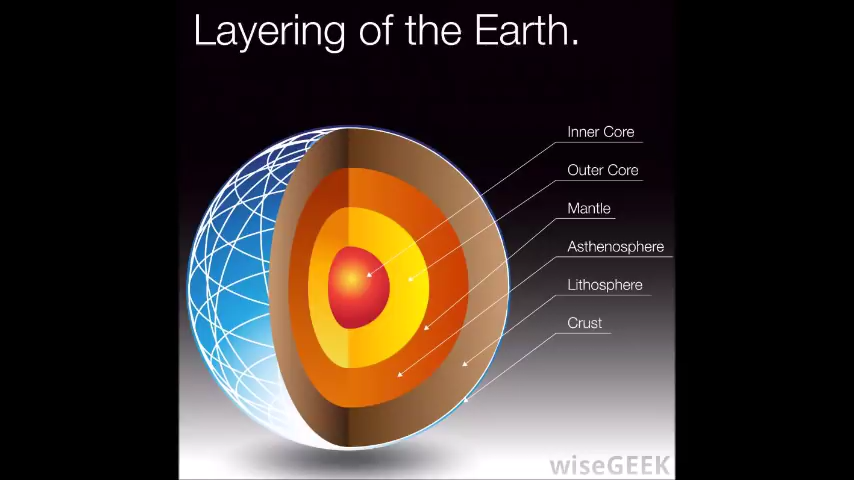 Layering of the Earth.
Inner Core
Outer Core
Mantle
Asthenosphere
Lithosphere
Crust
wiseGEEK